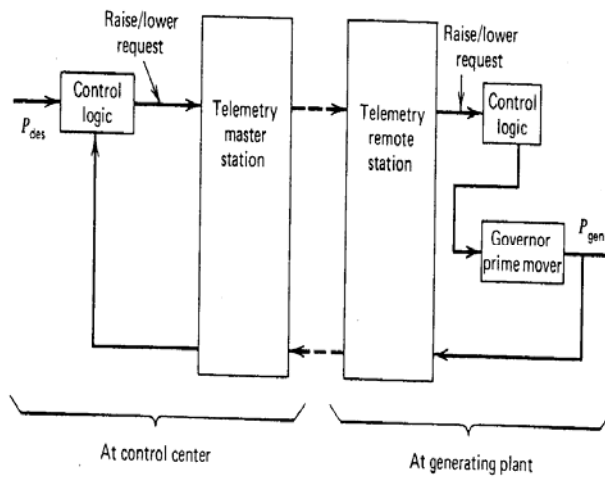 Raise/lower
request
Control
logic
P_des
Telemetry
master
station
Telemetry
remote
station
Raise/lower
request
Control
logic
Governor
prime mover
P_gen
At control center
At generating plant